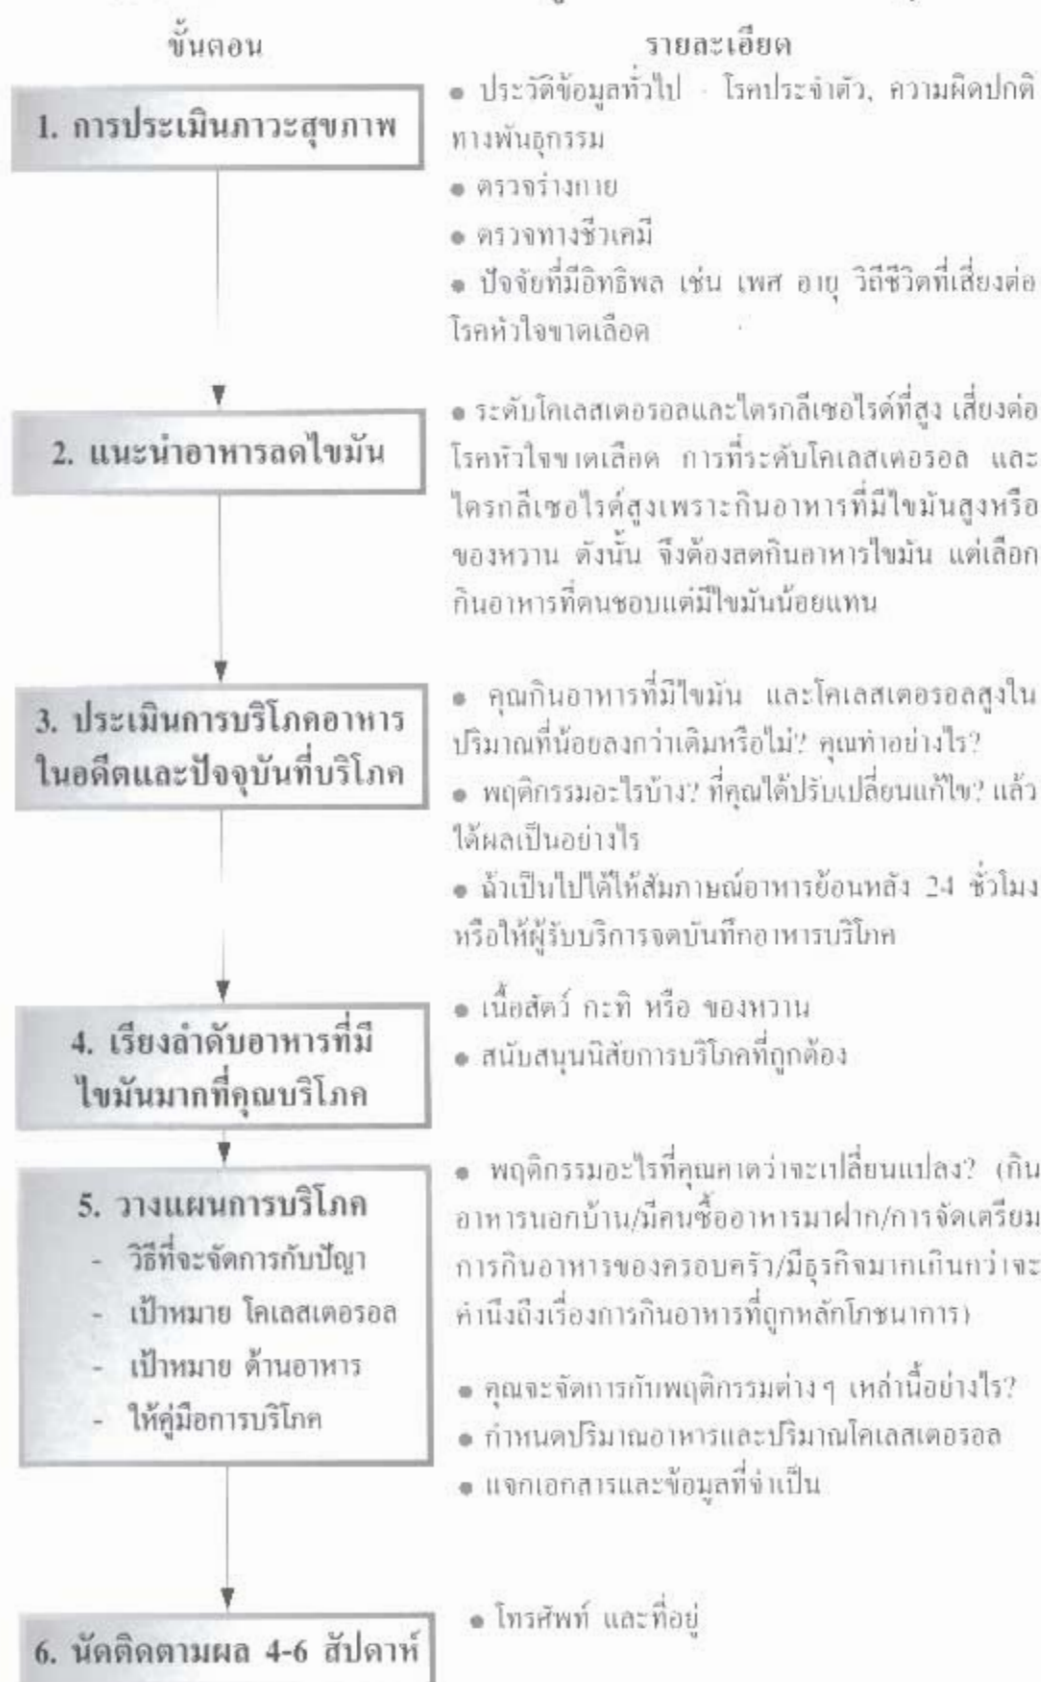 ขั้นตอน
รายละเอียด
1. การประเมินภาวะสุขภาพ
● ประวัติข้อมูลทั่วไป - โรคประจำตัว, ความผิดปกติ
ทางพันธุกรรม
● ตรวจร่างกาย
● ตรวจทางชีวเคมี
● ปัจจัยที่มีอิทธิพล เช่น เพศ อายุ วิถีชีวิตที่เสี่ยงต่อ
โรคหัวใจขาดเลือด
2. แนะนำอาหารลดไขมัน
● ระดับโคเลสเตอรอลและไตรกลีเซอไรด์ที่สูง เสี่ยงต่อ
โรคหัวใจขาดเลือด การที่ระดับโคเลสเตอรอล และ
ไตรกลีเซอไรด์สูงเพราะกินอาหารที่มีไขมันสูงหรือ
ของหวาน ดังนั้น จึงต้องลดกินอาหารไขมัน แต่เลือก
กินอาหารที่ตนชอบแต่มีไขมันน้อยแทน
3. ประเมินการบริโภคอาหาร
ในอดีตและปัจจุบันที่บริโภค
● คุณกินอาหารที่มีไขมัน และโคเลสเตอรอลสูงใน
ปริมาณที่น้อยลงกว่าเดิมหรือไม่? คุณทำอย่างไร?
● พฤติกรรมอะไรบ้าง? ที่คุณได้ปรับเปลี่ยนแก้ไข? แล้ว
ได้ผลเป็นอย่างไร
● ถ้าเป็นไปได้ให้สัมภาษณ์อาหารย้อนหลัง 24 ชั่วโมง
หรือให้ผู้รับบริการจดบันทึกอาหารบริโภค
4. เรียงลำดับอาหารที่มี
ไขมันมากที่คุณบริโภค
● เนื้อสัตว์ กะทิ หรือ ของหวาน
● สนับสนุนนิสัยการบริโภคที่ถูกต้อง
5. วางแผนการบริโภค
- วิธีที่จะจัดการกับปัญา
- เป้าหมาย โคเลสเตอรอล
- เป้าหมาย ด้านอาหาร
- ให้คู่มือการบริโภค
● พฤติกรรมอะไรที่คุณคาดว่าจะเปลี่ยนแปลง? (กิน
อาหารนอกบ้าน/มีคนซื้ออาหารมาฝาก/การจัดเตรียม
การกินอาหารของครอบครัว/มีธุรกิจมากเกินกว่าจะ
คำนึงถึงเรื่องการกินอาหารที่ถูกหลักโภชนาการ)
● คุณจะจัดการกับพฤติกรรมต่างๆ เหล่านี้อย่างไร?
● กำหนดปริมาณอาหารและปริมาณโคเลสเตอรอล
● แจกเอกสารและข้อมูลที่จำเป็น
6. นัดติดตามผล 4-6 สัปดาห์
● โทรศัพท์ และที่อยู่